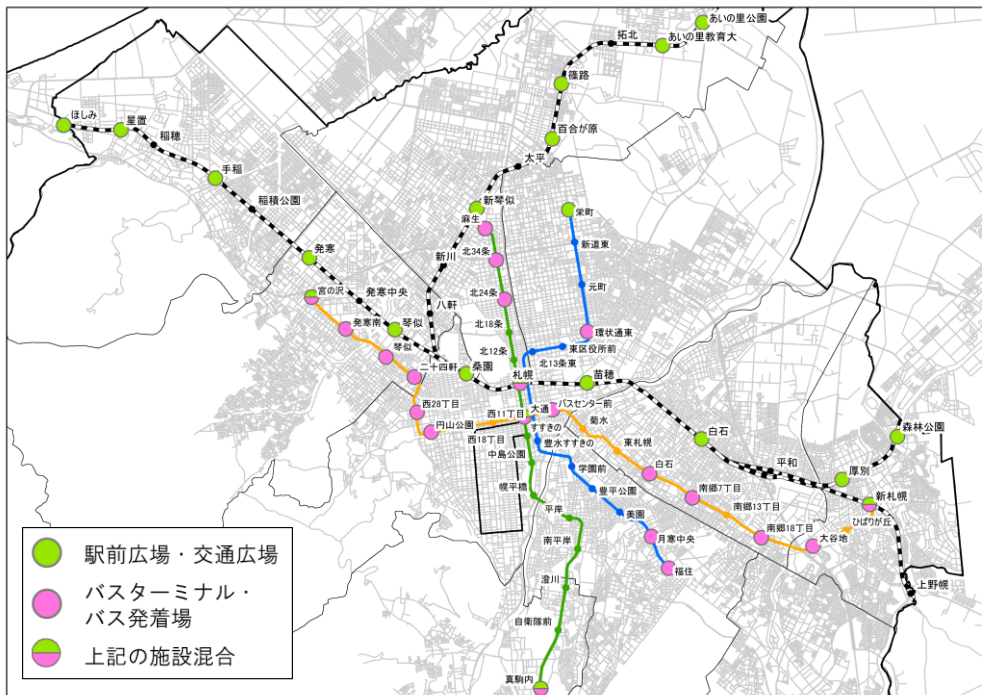 あいの里公園
拓北
あいの里教育大
篠路
ほしみ
星置
稲穂
百合が原
太平
手稲
稲積公園
新琴似
麻生
栄町
新道東
北34条
発寒
新川
元町
宮の沢
発寒中央
北24条
八軒
発寒南
琴似
北18条
環状通東
東区役所前
琴似
北12条
北13条東
二十四軒
桑園
札幌
苗穂
西28丁目
西11丁目
大通
バスセンター前
円山公園
すすきの
菊水
西18丁目
豊水すすきの
東札幌
白石
森林公園
中島公園
学園前
平和
白石
厚別
幌平橋
豊平公園
南郷7丁目
新札幌
平岸
美園
南郷13丁目
ひばりが丘
南平岸
月寒中央
南郷18丁目
大谷地
澄川
福住
上野幌
自衛隊前
真駒内
駅前広場・交通広場
バスターミナル・
バス発着場
上記の施設混合